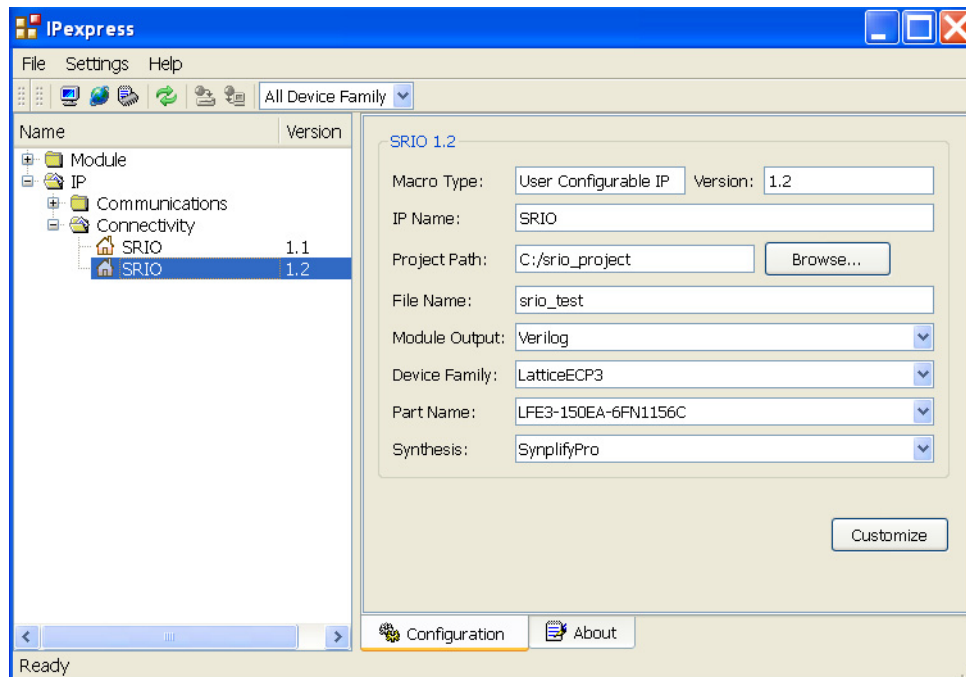 IPexpress
File Settings Help
All Device Family
Name Version
Module
IP
Communications
Connectivity
SRIO 1.1
SRIO 1.2
SRIO 1.2
Macro Type: User Configurable IP Version: 1.2
IP Name: SRIO
Project Path: C:/srio_project Browse...
File Name: srio_test
Module Output: Verilog
Device Family: LatticeECP3
Part Name: LFE3-150EA-6FN1156C
Synthesis: SynplifyPro
Customize
Configuration About
Ready